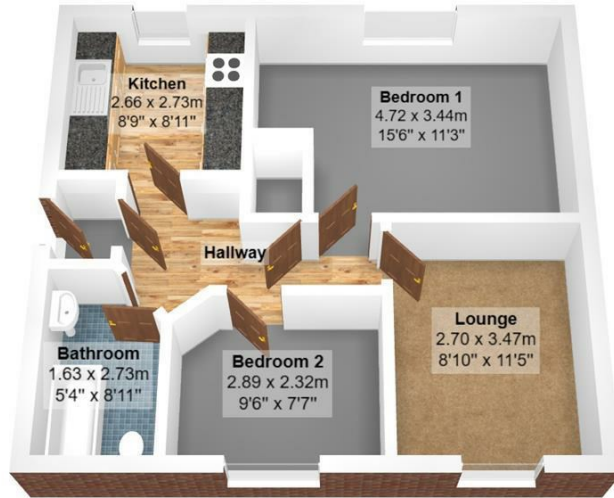 Kitchen
2.66 x 2.73m
8'9" x 8'11"
Bedroom 1
4.72 x 3.44m
15'6" x 11'3"
Hallway
Lounge
2.70 x 3.47m
8'10" x 11'5"
Bathroom
1.63 x 2.73m
5'4" x 8'11"
Bedroom 2
2.89 x 2.32m
9'6" x 7'7"